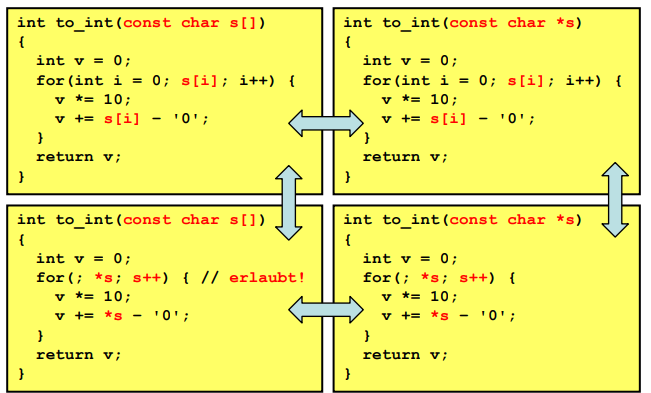 int to_int(const char s[])
{
  int v = 0;
  for(int i = 0; s[i]; i++) {
    v *= 10;
    v += s[i] - '0';
  }
  return v;
}
int to_int(const char *s)
{
  int v = 0;
  for(int i = 0; s[i]; i++) {
    v *= 10;
    v += s[i] - '0';
  }
  return v;
}
int to_int(const char s[])
{
  int v = 0;
  for(; *s; s++) { // erlaubt!
    v *= 10;
    v += *s - '0';
  }
  return v;
}
int to_int(const char *s)
{
  int v = 0;
  for(; *s; s++) {
    v *= 10;
    v += *s - '0';
  }
  return v;
}